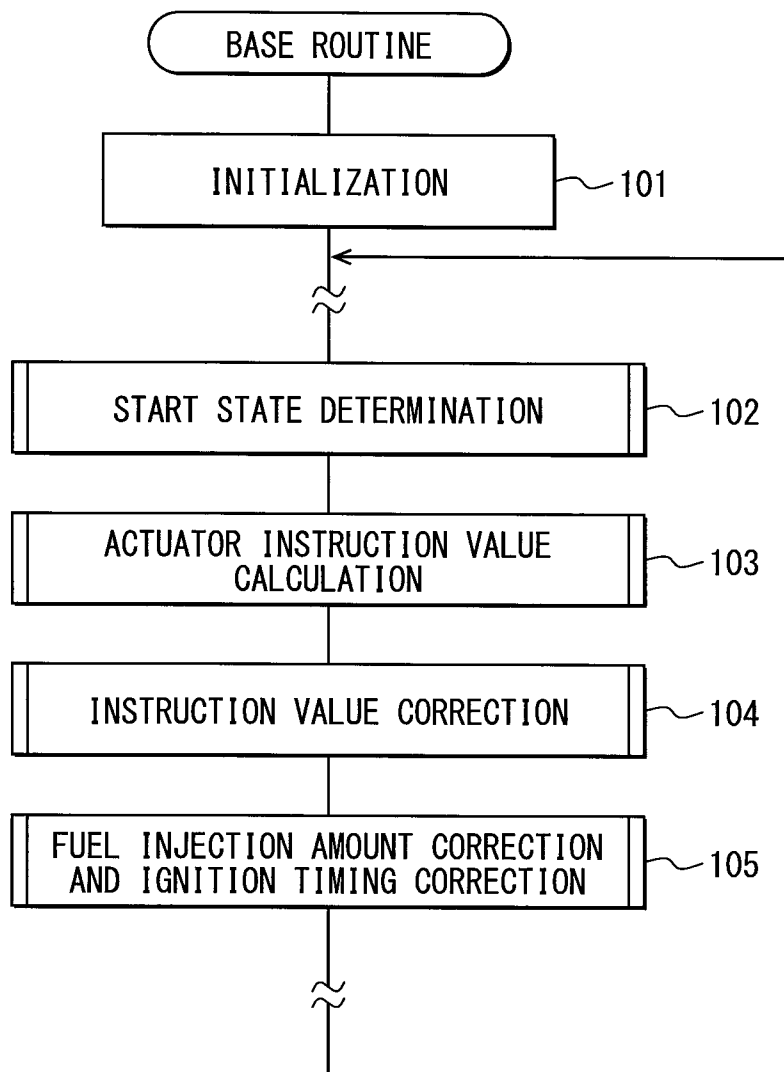 BASE ROUTINE
INITIALIZATION
101
START STATE DETERMINATION
102
ACTUATOR INSTRUCTION VALUE
CALCULATION
103
INSTRUCTION VALUE CORRECTION
104
FUEL INJECTION AMOUNT CORRECTION
AND IGNITION TIMING CORRECTION
105